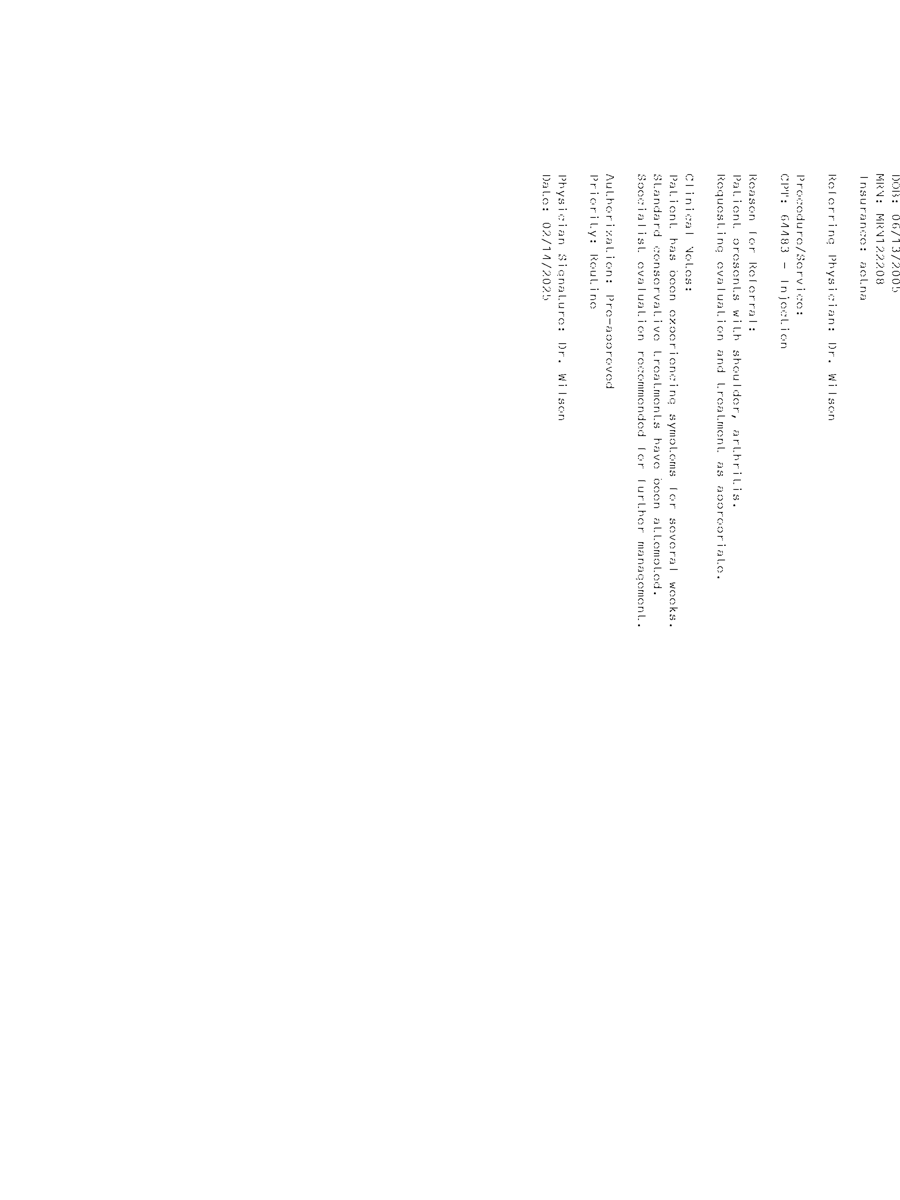 DOB: 06/13/2005
MRN: MRN122208
Insurance: aetna
Referring Physician: Dr. Wilson
Procedure/Service:
CPT: 64483 - Injection
Reason for Referral:
Patient presents with shoulder, arthritis.
Requesting evaluation and treatment as appropriate.
Clinical Notes:
Patient has been experiencing symptoms for several weeks.
Standard conservative treatments have been attempted.
Specialist evaluation recommended for further management.
Authorization: Pre-approved
Priority: Routine
Physician Signature: Dr. Wilson
Date: 02/14/2025